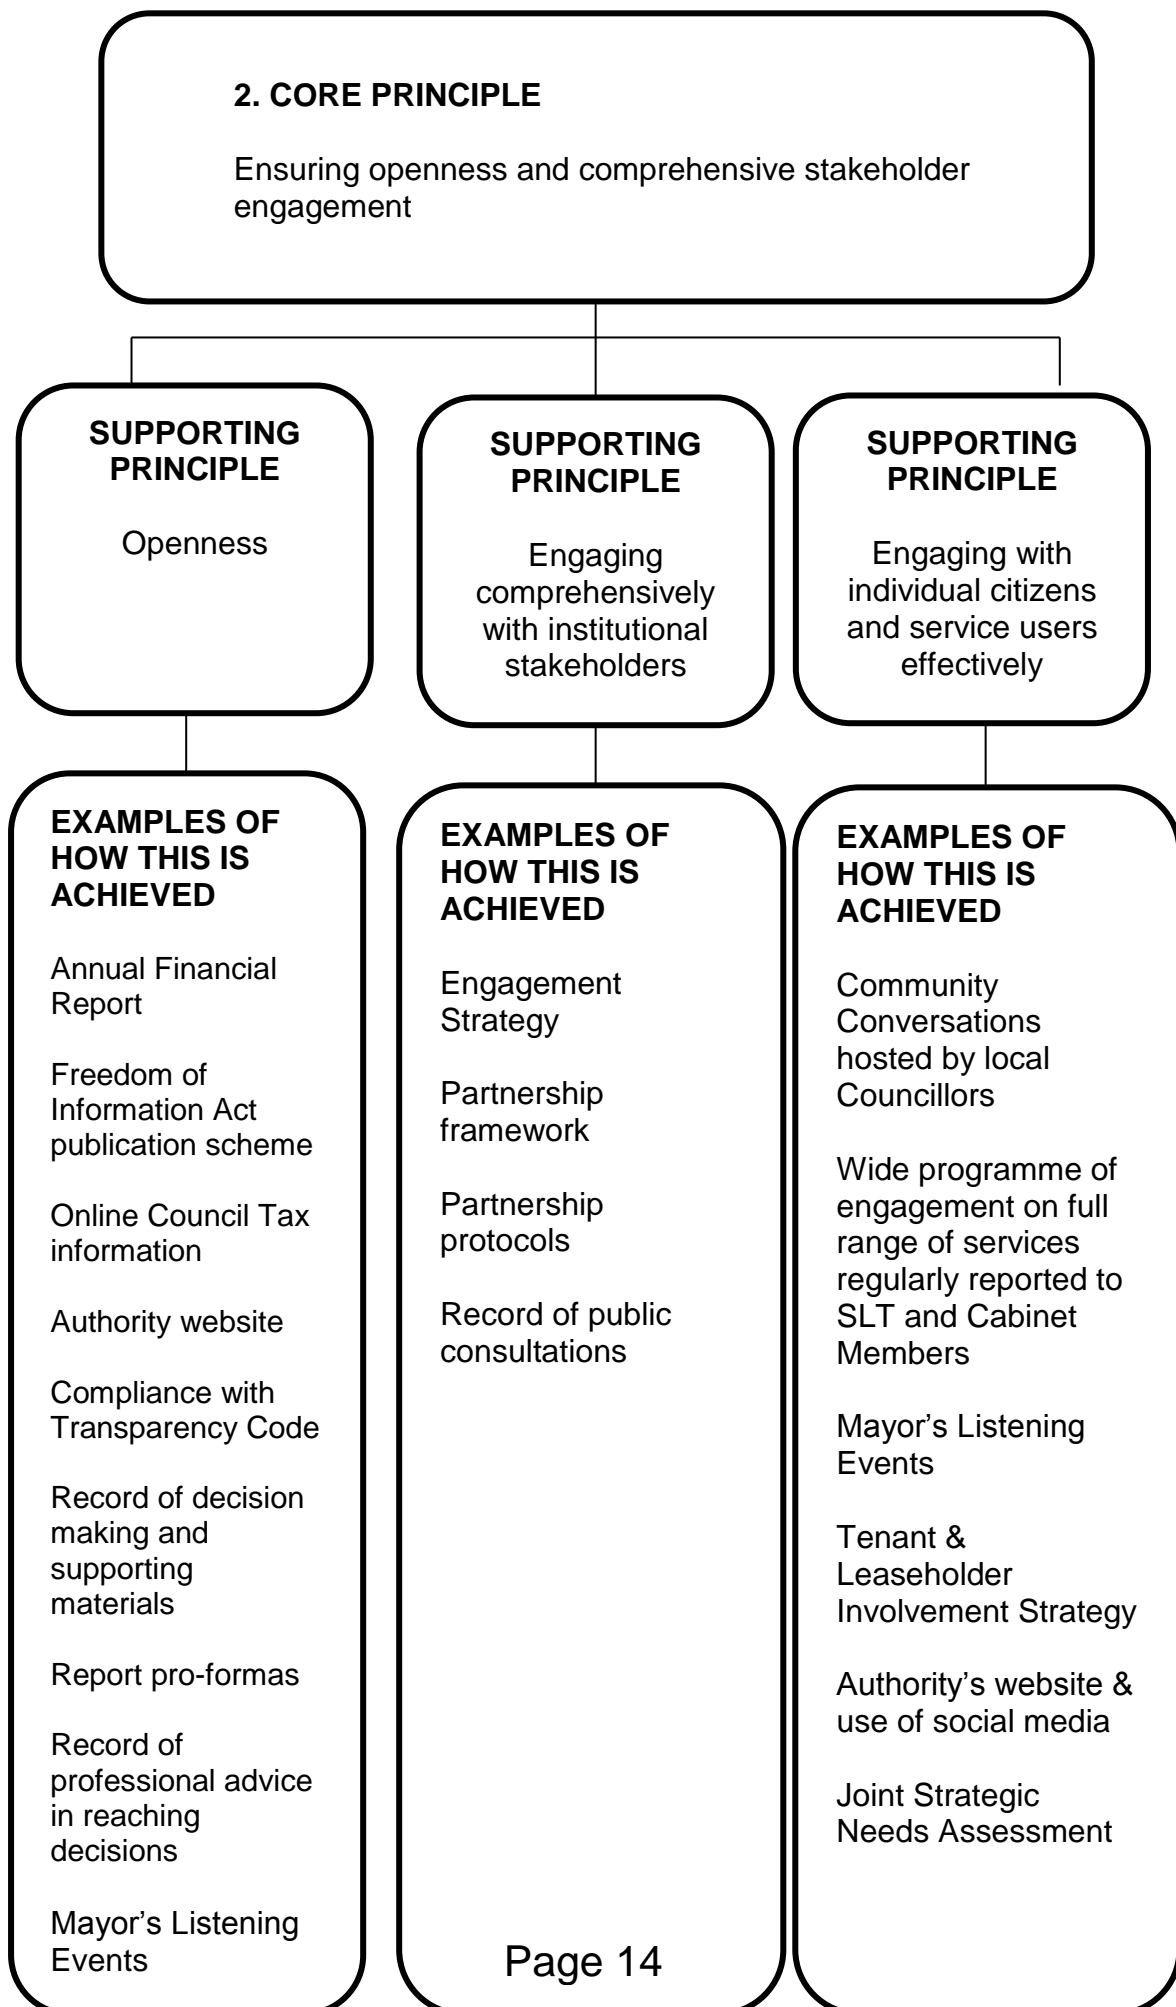 2. CORE PRINCIPLE
Ensuring openness and comprehensive stakeholder
engagement
SUPPORTING
PRINCIPLE
Openness
SUPPORTING
PRINCIPLE
Engaging
comprehensively
with institutional
stakeholders
SUPPORTING
PRINCIPLE
Engaging with
individual citizens
and service users
effectively
EXAMPLES OF
HOW THIS IS
ACHIEVED
Annual Financial
Report
Freedom of
Information Act
publication scheme
Online Council Tax
information
Authority website
Compliance with
Transparency Code
Record of decision
making and
supporting
materials
Report pro-formas
Record of
professional advice
in reaching
decisions
Mayor’s Listening
Events
EXAMPLES OF
HOW THIS IS
ACHIEVED
Engagement
Strategy
Partnership
framework
Partnership
protocols
Record of public
consultations
EXAMPLES OF
HOW THIS IS
ACHIEVED
Community
Conversations
hosted by local
Councillors
Wide programme of
engagement on full
range of services
regularly reported to
SLT and Cabinet
Members
Mayor’s Listening
Events
Tenant &
Leaseholder
Involvement Strategy
Authority’s website &
use of social media
Joint Strategic
Needs Assessment
Page 14